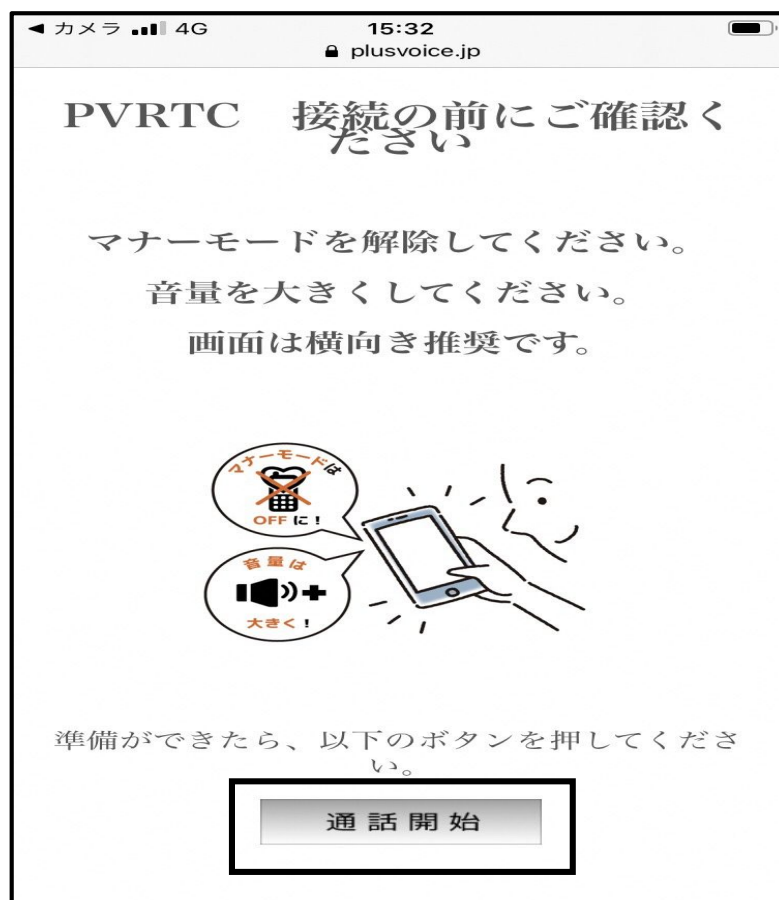 ◀ カメラ 4G 15:32
plusvoice.jp
PVRTC 接続の前にご確認く
ださい
マナーモードを解除してください。
音量を大きくしてください。
画面は横向き推奨です。
マナーモードは
OFFに!
音量は
大きく!
準備ができたら、以下のボタンを押してくださ
い。
通話開始